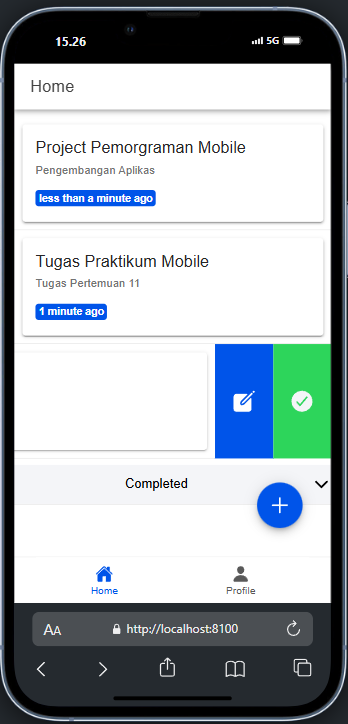 15.26
5G
Home
Project Pemorgraman Mobile
Pengembangan Aplikas
less than a minute ago
Tugas Praktikum Mobile
Tugas Pertemuan 11
1 minute ago
Completed
Home
Profile
AA
http://localhost:8100